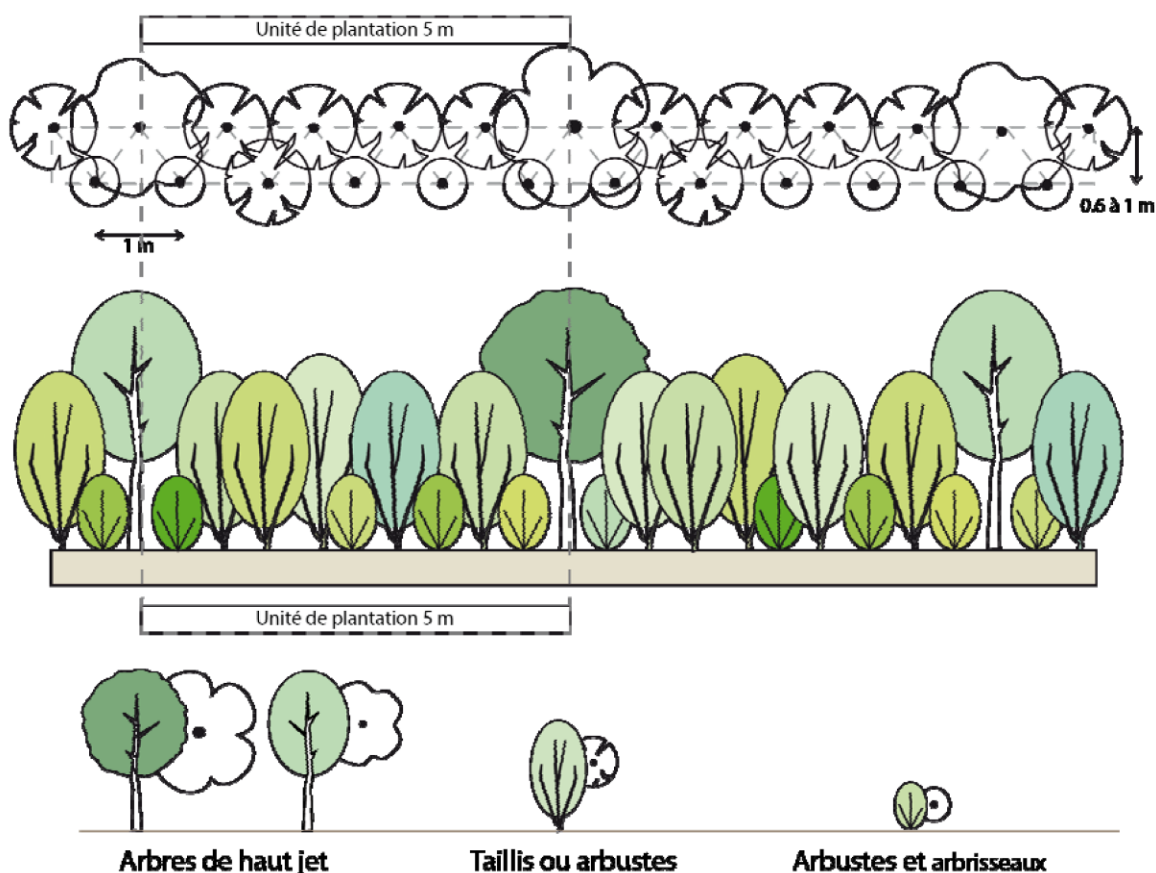 Unité de plantation 5 m
0.6 à 1 m
1 m
Unité de plantation 5 m
Arbres de haut jet
Taillis ou arbustes
Arbustes et arbrisseaux